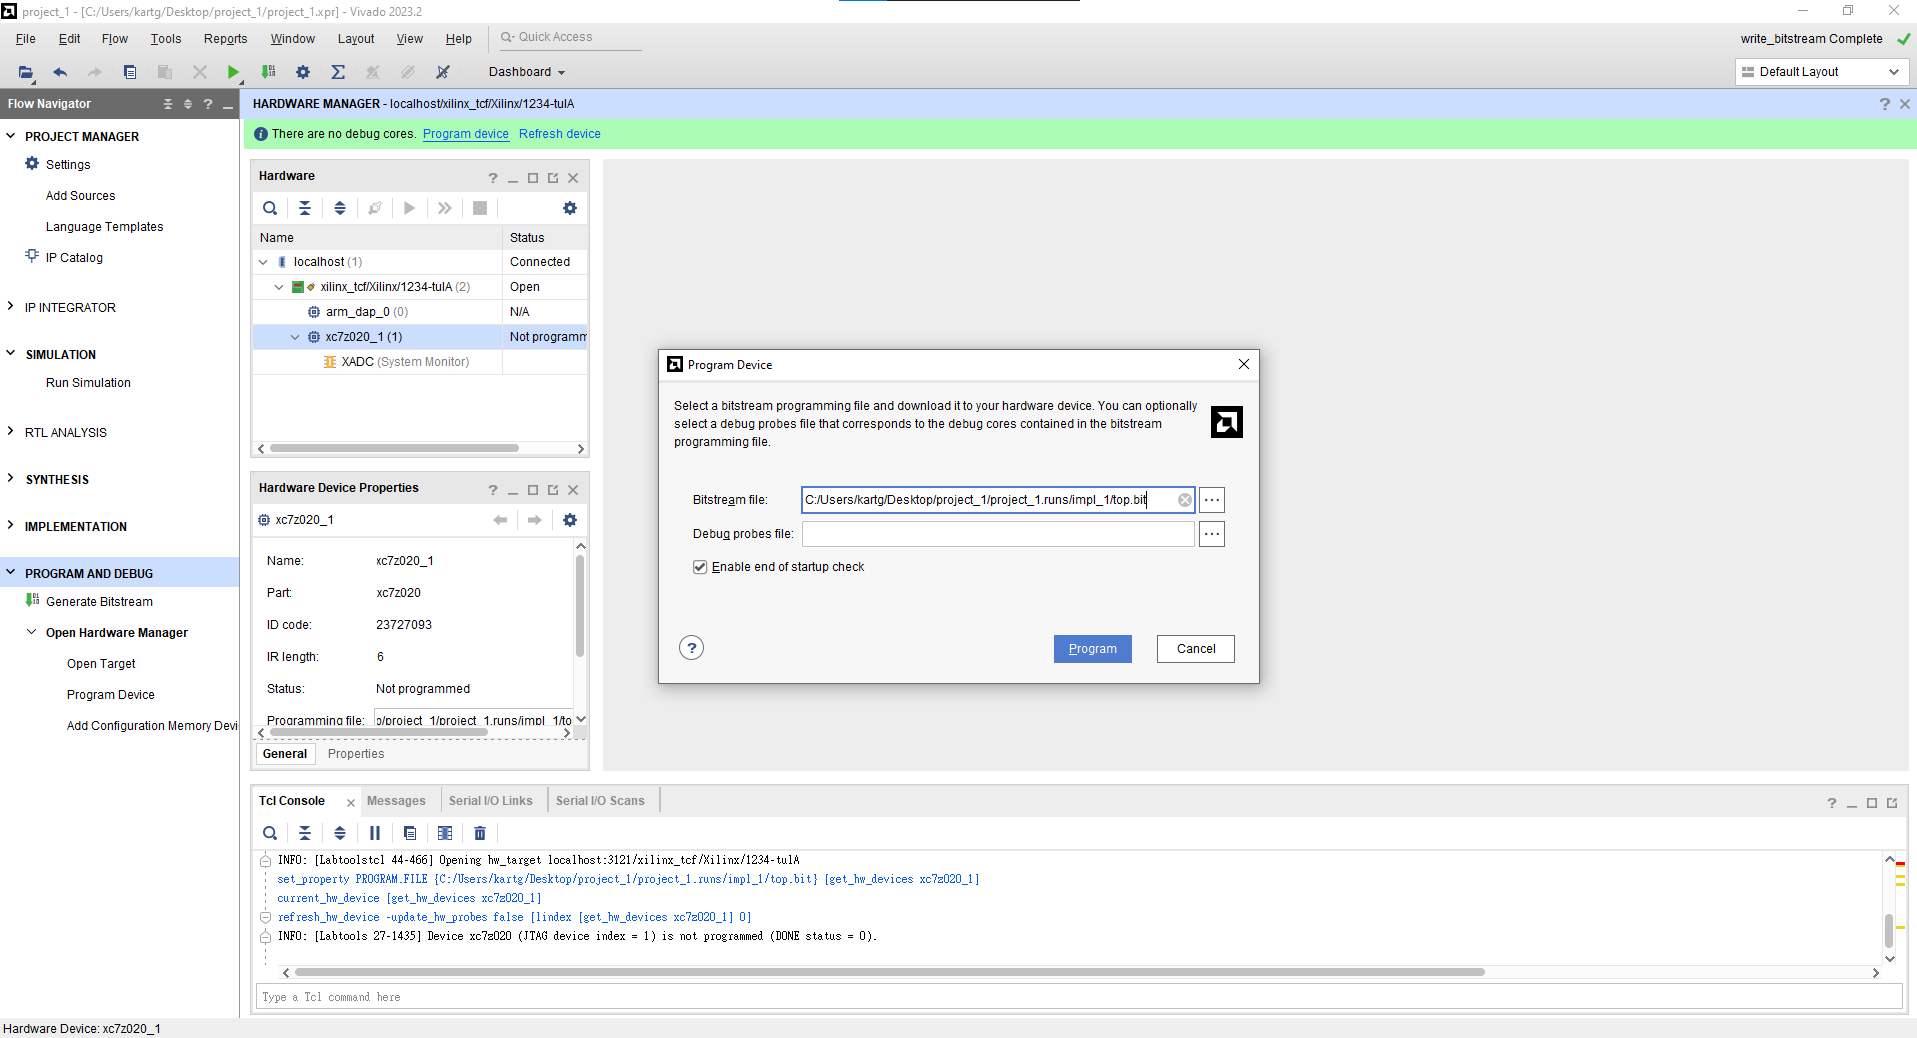 project_1 - [C:/Users/kartg/Desktop/project_1/project_1.xpr] - Vivado 2023.2
File Edit Flow Tools Reports Window Layout View Help Quick Access
write_bitstream Complete
Dashboard
Default Layout
Flow Navigator
HARDWARE MANAGER - localhost/xilinx_tcf/Xilinx/1234-tulA
There are no debug cores. Program device Refresh device
PROJECT MANAGER
Settings
Add Sources
Language Templates
IP Catalog
IP INTEGRATOR
SIMULATION
Run Simulation
RTL ANALYSIS
SYNTHESIS
IMPLEMENTATION
PROGRAM AND DEBUG
Generate Bitstream
Open Hardware Manager
Open Target
Program Device
Add Configuration Memory Devi
Hardware
Name Status
localhost (1) Connected
xilinx_tcf/Xilinx/1234-tulA (2) Open
arm_dap_0 (0) N/A
xc7z020_1 (1) Not programm
XADC (System Monitor)
Hardware Device Properties
xc7z020_1
Name: xc7z020_1
Part: xc7z020
ID code: 23727093
IR length: 6
Status: Not programmed
Programming file: o/project_1/project_1.runs/impl_1/to
General Properties
Program Device
Select a bitstream programming file and download it to your hardware device. You can optionally
select a debug probes file that corresponds to the debug cores contained in the bitstream
programming file.
Bitstream file: C:/Users/kartg/Desktop/project_1/project_1.runs/impl_1/top.bit
Debug probes file:
Enable end of startup check
Program Cancel
Tcl Console Messages Serial I/O Links Serial I/O Scans
INFO: [Labtoolstcl 44-466] Opening hw_target localhost:3121/xilinx_tcf/Xilinx/1234-tulA
set_property PROGRAM.FILE {C:/Users/kartg/Desktop/project_1/project_1.runs/impl_1/top.bit} [get_hw_devices xc7z020_1]
current_hw_device [get_hw_devices xc7z020_1]
refresh_hw_device -update_hw_probes false [lindex [get_hw_devices xc7z020_1] 0]
INFO: [Labtools 27-1435] Device xc7z020 (JTAG device index = 1) is not programmed (DONE status = 0).
Type a Tcl command here
Hardware Device: xc7z020_1